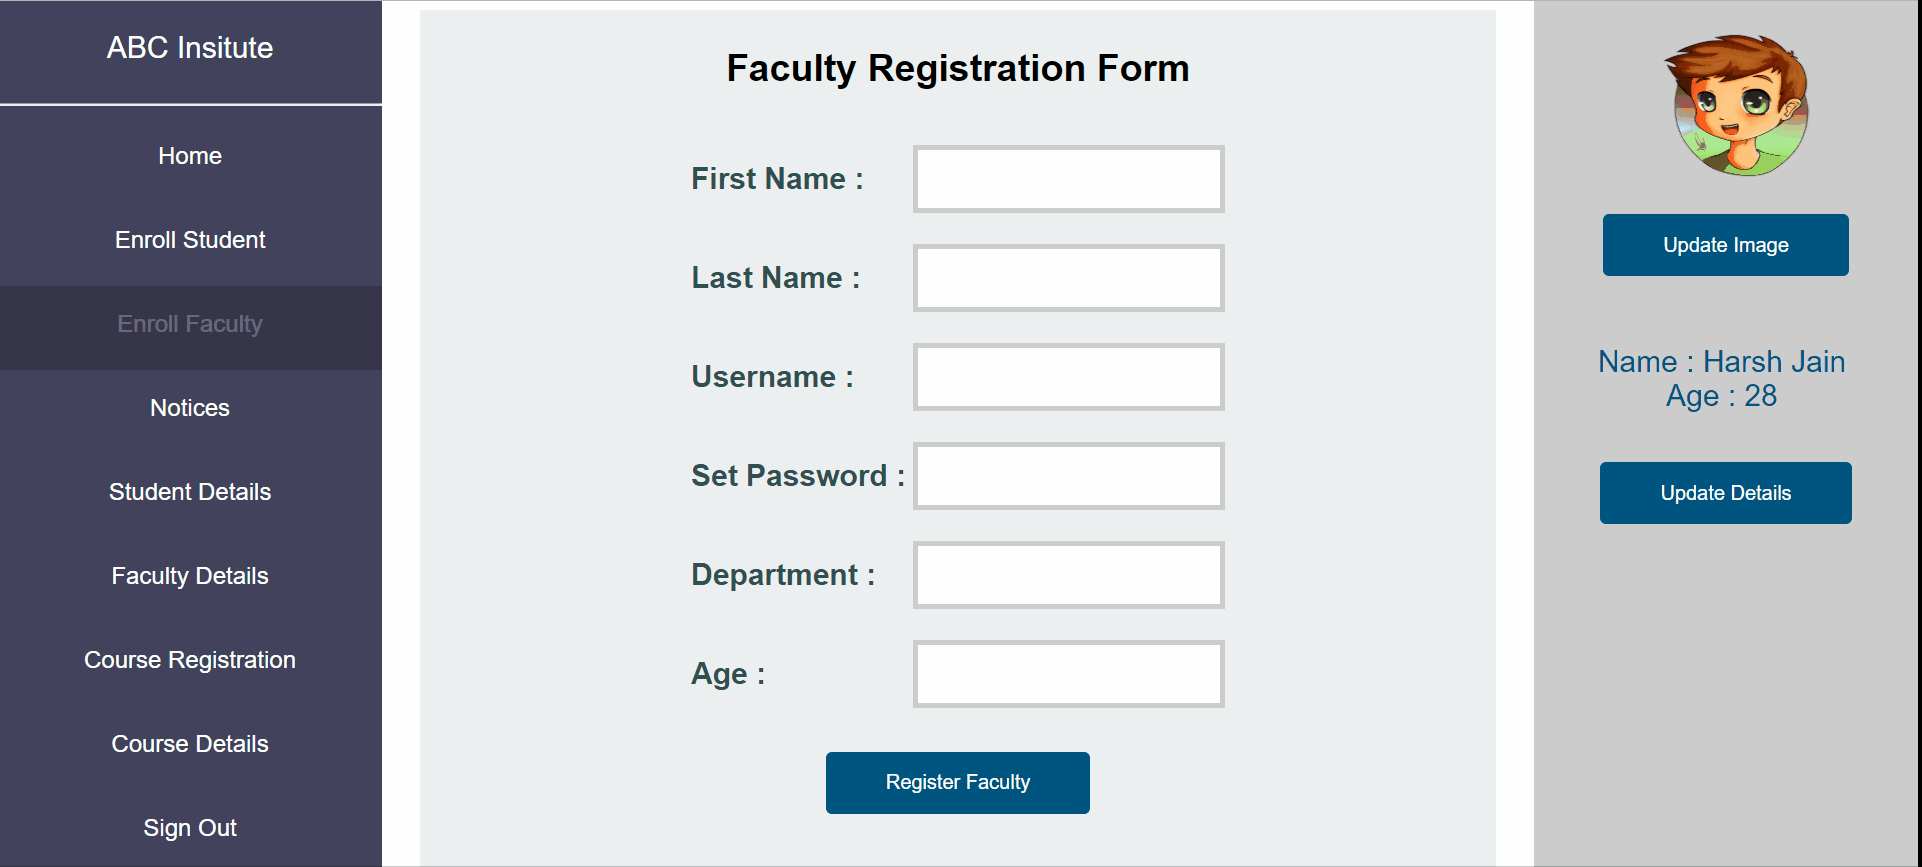 ABC Insitute
Home
Enroll Student
Enroll Faculty
Notices
Student Details
Faculty Details
Course Registration
Course Details
Sign Out
Faculty Registration Form
First Name :
Last Name :
Username :
Set Password :
Department :
Age :
Register Faculty
Update Image
Name : Harsh Jain
Age : 28
Update Details